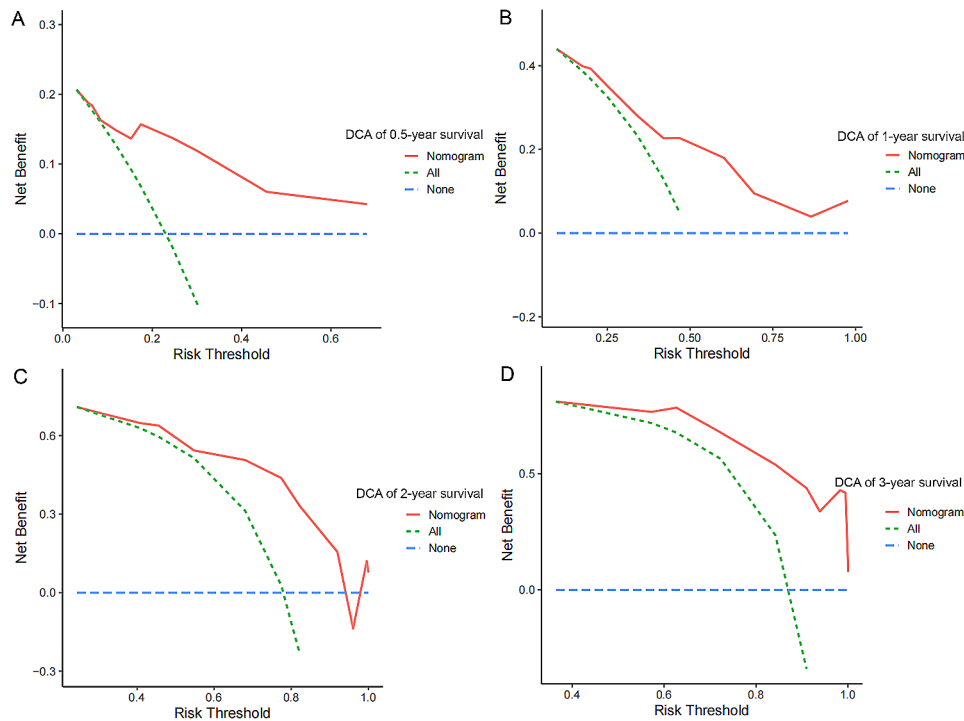 A
0.3
0.2
0.1
0.0
−0.1
Net Benefit
DCA of 0.5-year survival
Nomogram
All
None
0.0
0.2
0.4
0.6
Risk Threshold
B
0.4
0.2
0.0
−0.2
Net Benefit
DCA of 1-year survival
Nomogram
All
None
0.25
0.50
0.75
1.00
Risk Threshold
C
0.6
0.3
0.0
−0.3
Net Benefit
DCA of 2-year survival
Nomogram
All
None
0.4
0.6
0.8
1.0
Risk Threshold
D
0.5
0.0
Net Benefit
DCA of 3-year survival
Nomogram
All
None
0.4
0.6
0.8
1.0
Risk Threshold